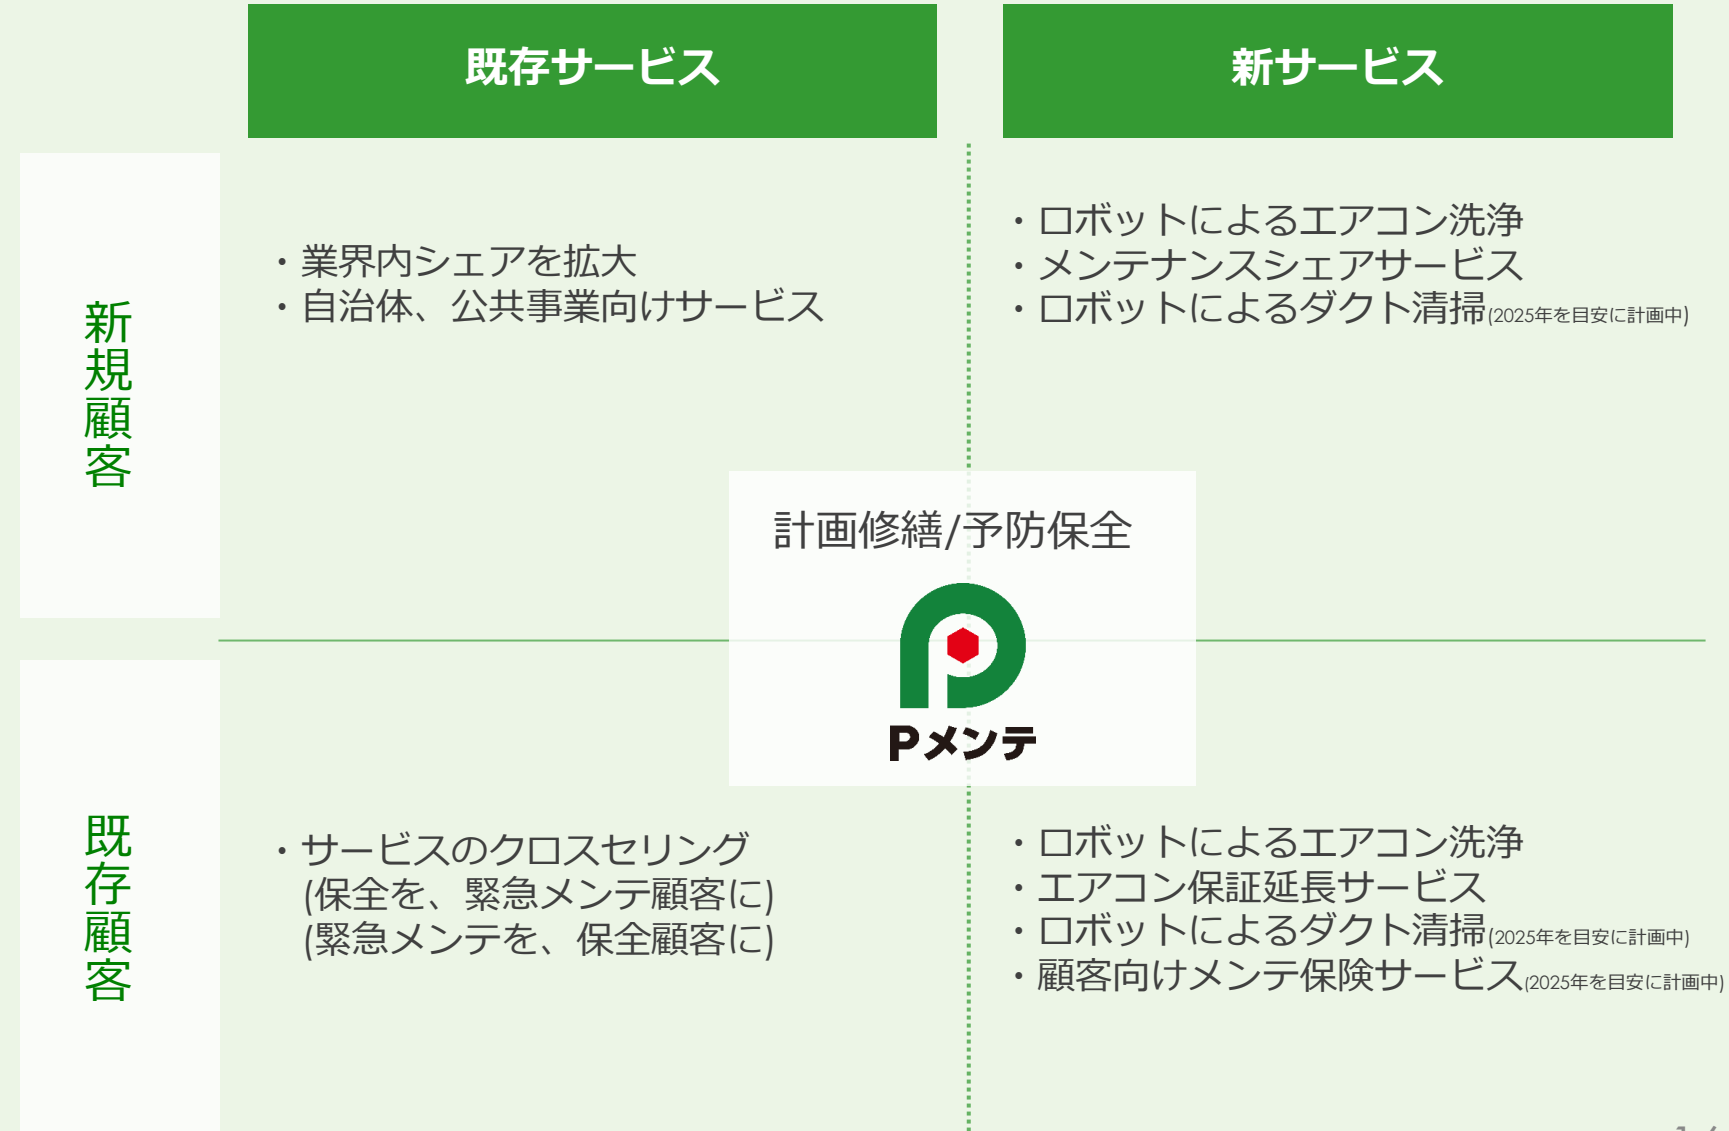 既存サービス
新サービス
新規顧客
・業界内シェアを拡大
・自治体、公共事業向けサービス
・ロボットによるエアコン洗浄
・メンテナンスシェアサービス
・ロボットによるダクト清掃(2025年を目安に計画中)
計画修繕/予防保全
Pメンテ
既存顧客
・サービスのクロスセリング
(保全を、緊急メンテ顧客に)
(緊急メンテを、保全顧客に)
・ロボットによるエアコン洗浄
・エアコン保証延長サービス
・ロボットによるダクト清掃(2025年を目安に計画中)
・顧客向けメンテ保険サービス(2025年を目安に計画中)